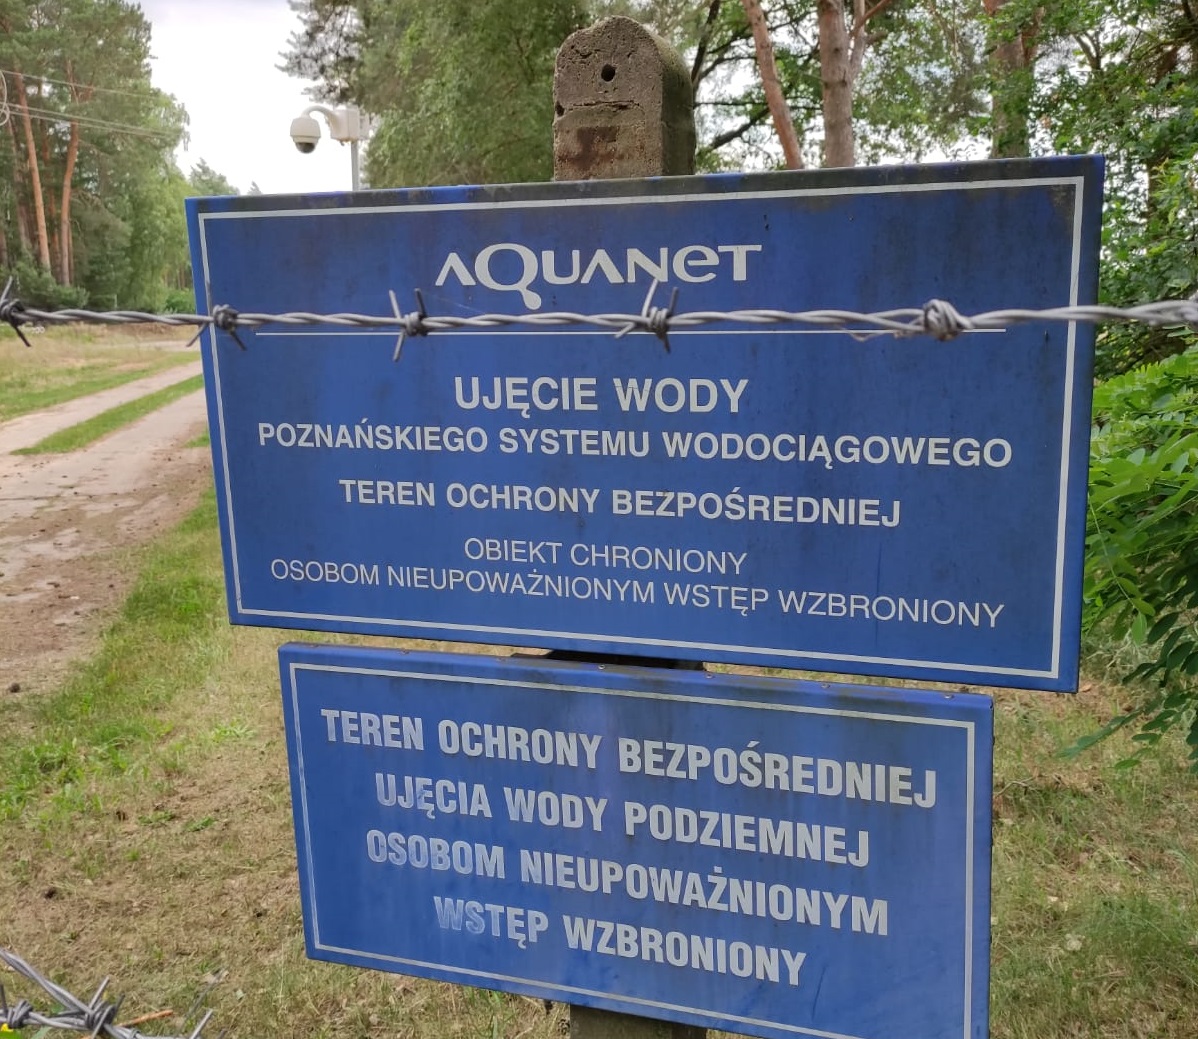 AQUANET
UJĘCIE WODY
POZNAŃSKIEGO SYSTEMU WODOCIĄGOWEGO
TEREN OCHRONY BEZPOŚREDNIEJ
OBIEKT CHRONIONY
OSOBOM NIEUPOWAŻNIONYM WSTĘP WZBRONIONY
TEREN OCHRONY BEZPOŚREDNIEJ
UJĘCIA WODY PODZIEMNEJ
OSOBOM NIEUPOWAŻNIONYM
WSTĘP WZBRONIONY